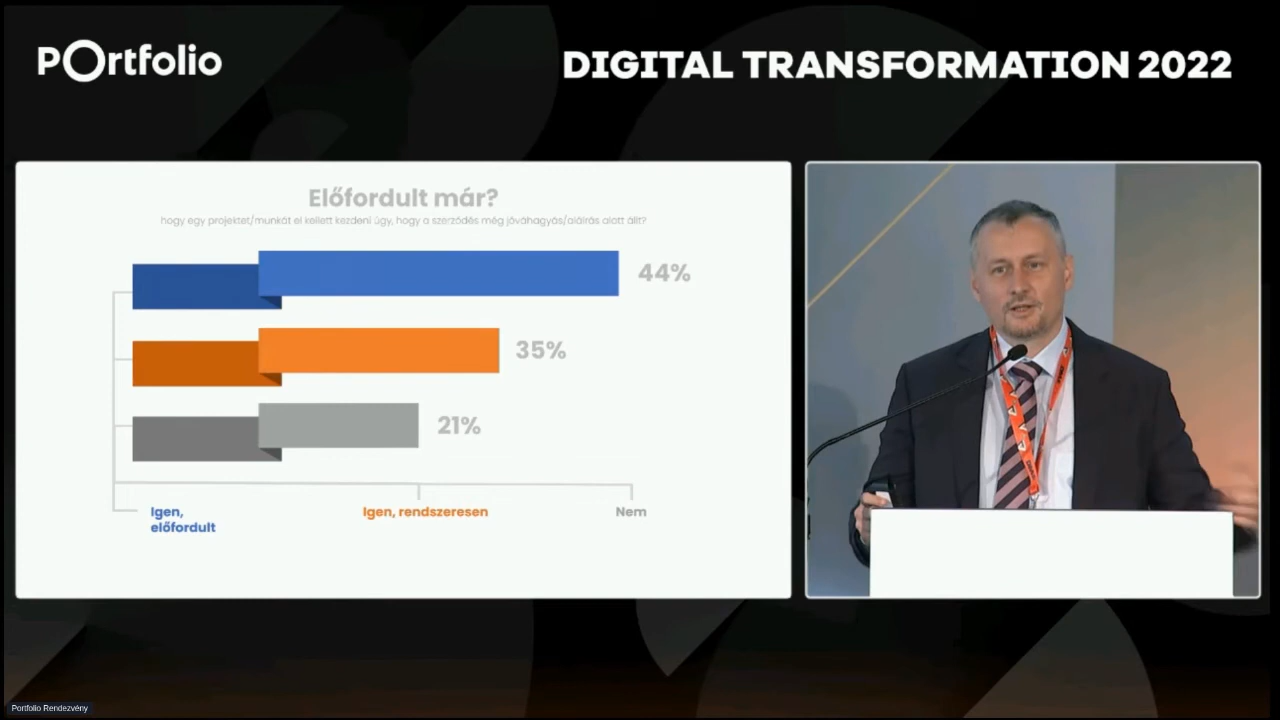 POrtfolio
DIGITAL TRANSFORMATION 2022
Előfordult már?
hogy egy projektet/munkát el kellett kezdeni úgy, hogy a szerződés még jóváhagyás/aláírás alatt állt?
44%
35%
21%
Igen,
előfordult
Igen, rendszeresen
Nem
Portfolio Rendezvény